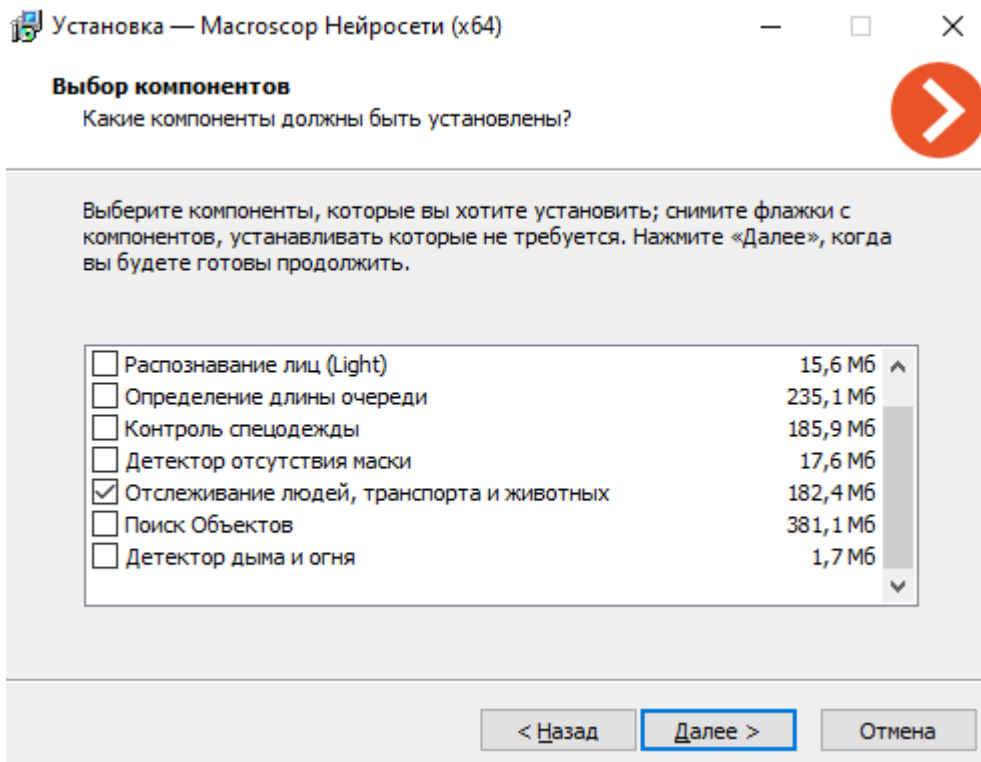 Установка — Macroscop Нейросети (x64)
Выбор компонентов
Какие компоненты должны быть установлены?
Выберите компоненты, которые вы хотите установить; снимите флажки с
компонентов, устанавливать которые не требуется. Нажмите «Далее», когда
вы будете готовы продолжить.
Распознавание лиц (Light) 15,6 Мб
Определение длины очереди 235,1 Мб
Контроль спецодежды 185,9 Мб
Детектор отсутствия маски 17,6 Мб
Отслеживание людей, транспорта и животных 182,4 Мб
Поиск Объектов 381,1 Мб
Детектор дыма и огня 1,7 Мб
< Назад Далее > Отмена